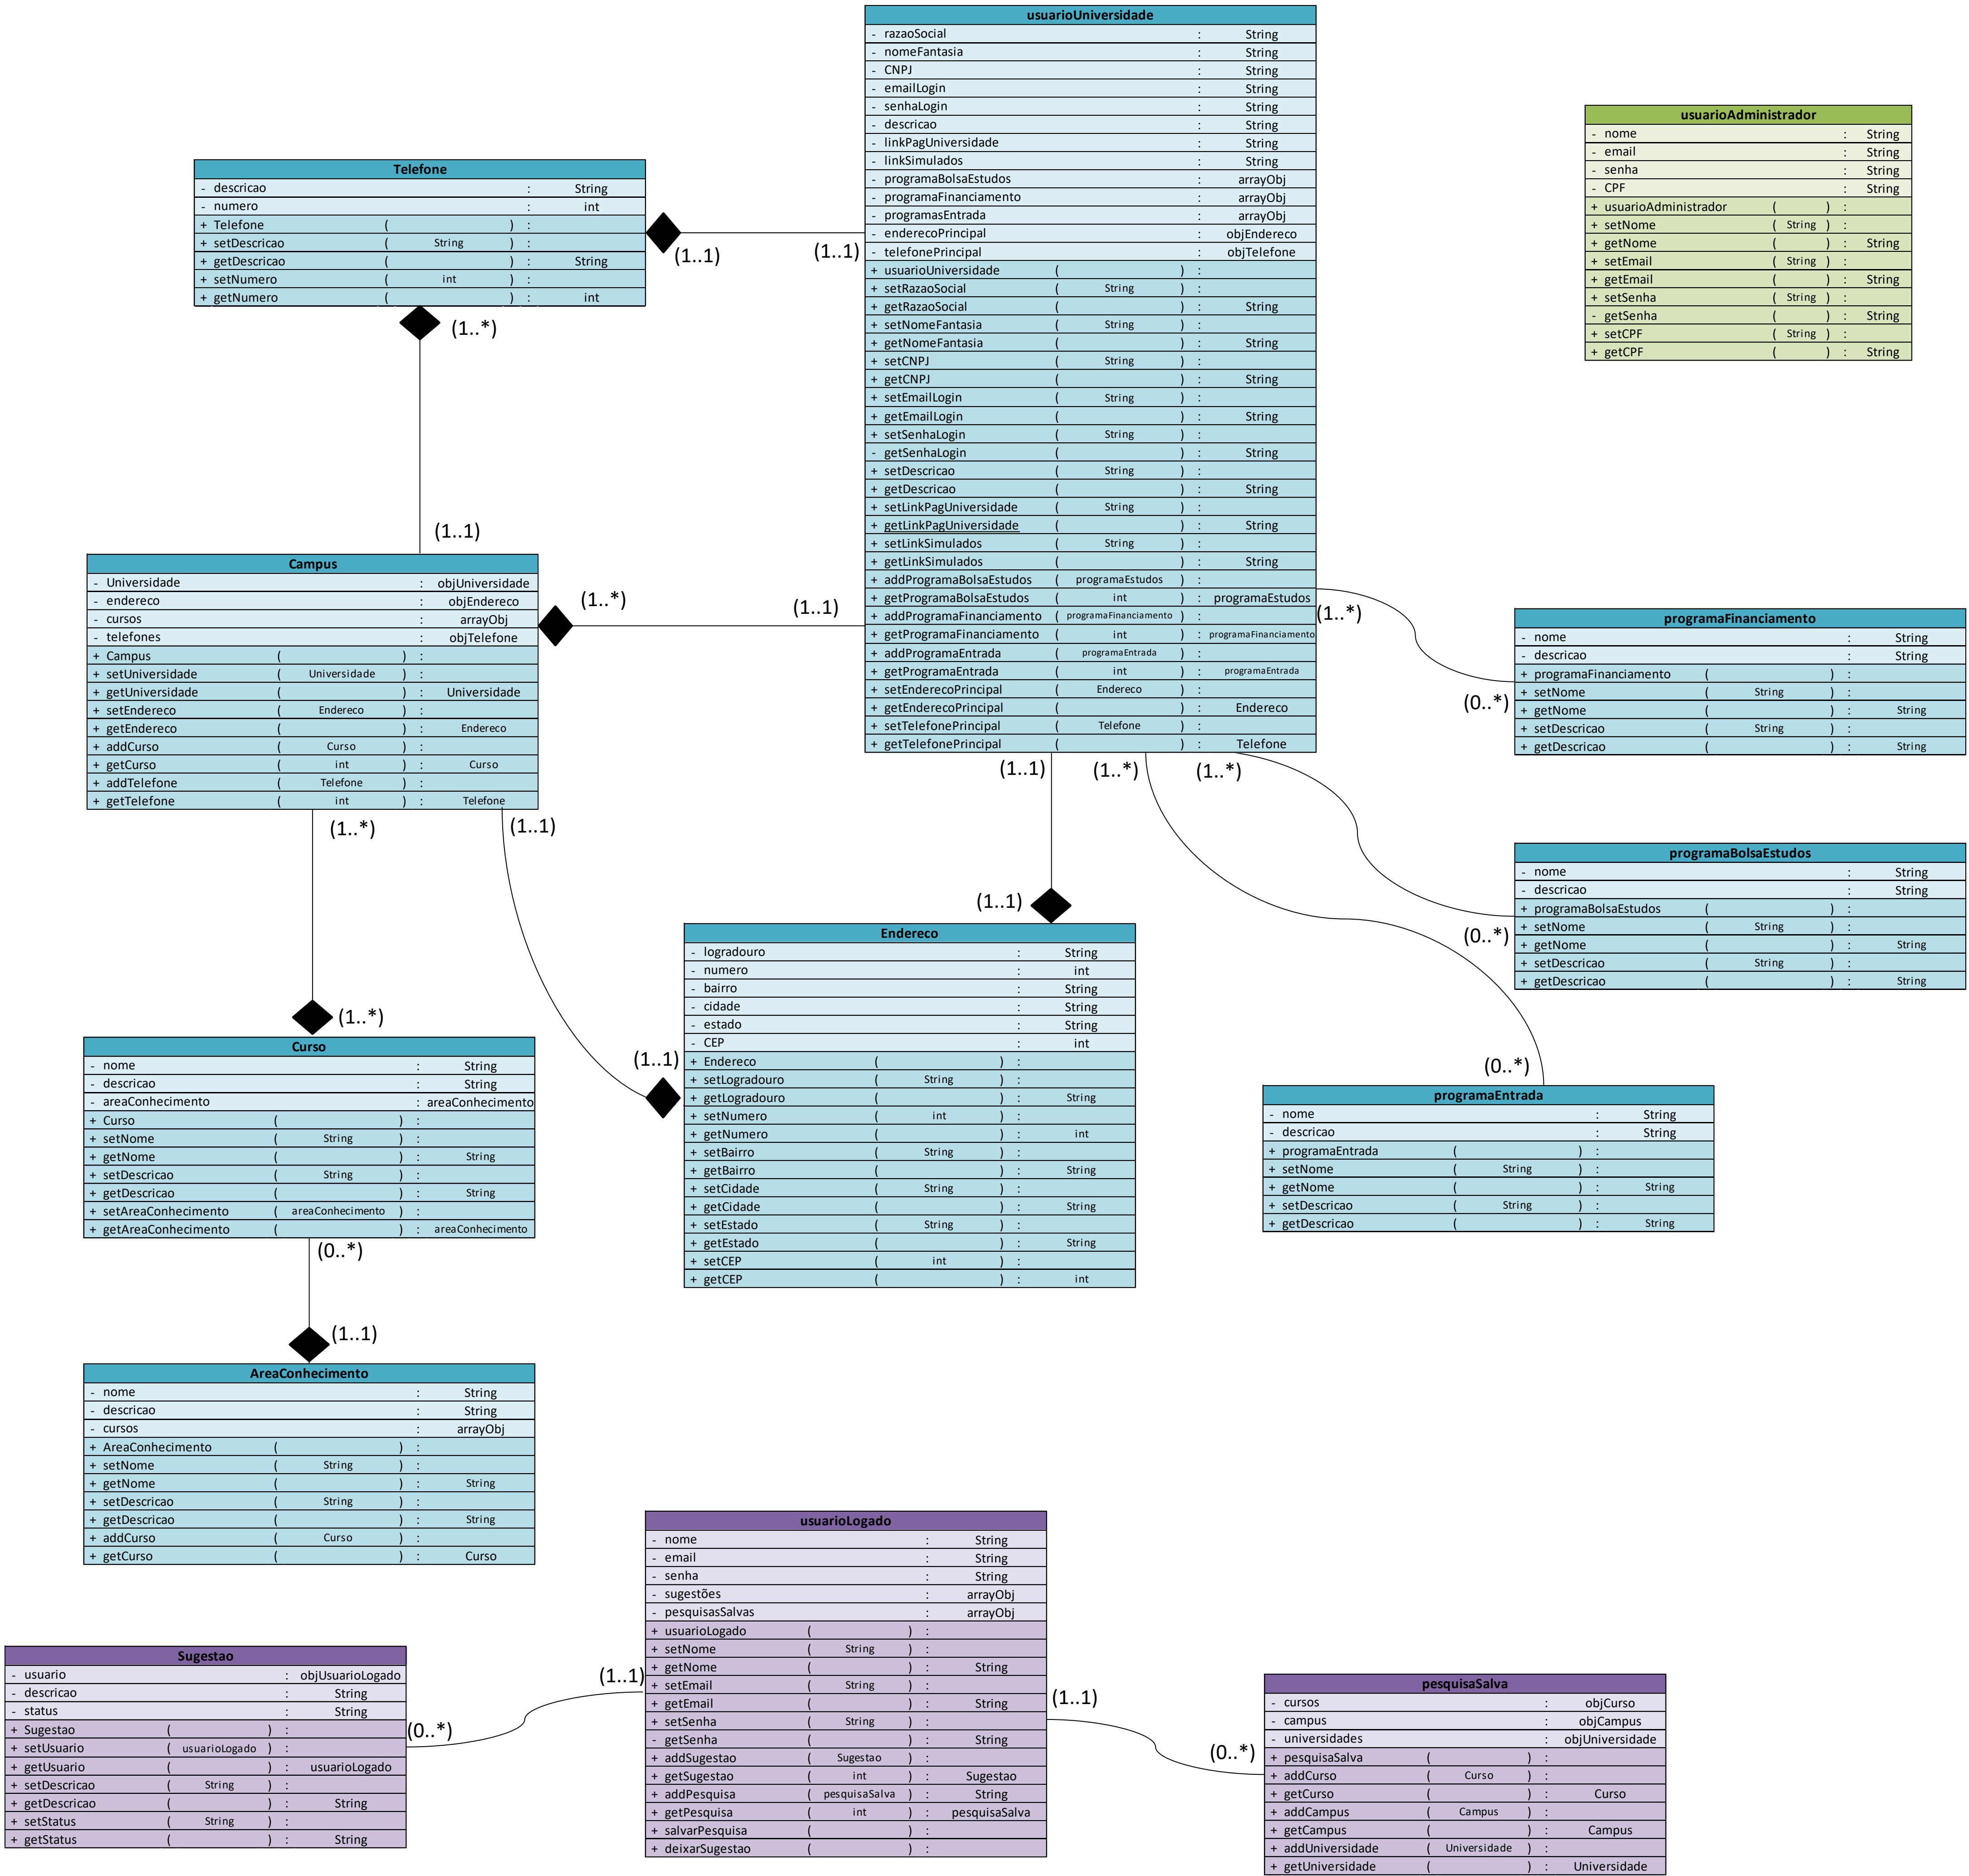 usuarioUniversidade
- razaoSocial : String
- nomeFantasia : String
- CNPJ : String
- emailLogin : String
- senhaLogin : String
- descricao : String
- linkPagUniversidade : String
- linkSimulados : String
- programaBolsaEstudos : arrayObj
- programaFinanciamento : arrayObj
- programasEntrada : arrayObj
- enderecoPrincipal : objEndereco
- telefonePrincipal : objTelefone
+ usuarioUniversidade ( ) :
+ setRazaoSocial ( String ) :
+ getRazaoSocial ( ) : String
+ setNomeFantasia ( String ) :
+ getNomeFantasia ( ) : String
+ setCNPJ ( String ) :
+ getCNPJ ( ) : String
+ setEmailLogin ( String ) :
+ getEmailLogin ( ) : String
+ setSenhaLogin ( String ) :
- getSenhaLogin ( ) : String
+ setDescricao ( String ) :
+ getDescricao ( ) : String
+ setLinkPagUniversidade ( String ) :
+ getLinkPagUniversidade ( ) : String
+ setLinkSimulados ( String ) :
+ getLinkSimulados ( ) : String
+ addProgramaBolsaEstudos ( programaEstudos ) :
+ getProgramaBolsaEstudos ( int ) : programaEstudos
+ addProgramaFinanciamento ( programaFinanciamento ) :
+ getProgramaFinanciamento ( int ) : programaFinanciamento
+ addProgramaEntrada ( programaEntrada ) :
+ getProgramaEntrada ( int ) : programaEntrada
+ setEnderecoPrincipal ( Endereco ) :
+ getEnderecoPrincipal ( ) : Endereco
+ setTelefonePrincipal ( Telefone ) :
+ getTelefonePrincipal ( ) : Telefone
usuarioAdministrador
- nome : String
- email : String
- senha : String
- CPF : String
+ usuarioAdministrador ( ) :
+ setNome ( String ) :
+ getNome ( ) : String
+ setEmail ( String ) :
+ getEmail ( ) : String
+ setSenha ( String ) :
- getSenha ( ) : String
+ setCPF ( String ) :
+ getCPF ( ) : String
Telefone
- descricao : String
- numero : int
+ Telefone ( ) :
+ setDescricao ( String ) :
+ getDescricao ( ) : String
+ setNumero ( int ) :
+ getNumero ( ) : int
(1..1)
(1..1)
(1..*)
(1..1)
Campus
- Universidade : objUniversidade
- endereco : objEndereco
- cursos : arrayObj
- telefones : objTelefone
+ Campus ( ) :
+ setUniversidade ( Universidade ) :
+ getUniversidade ( ) : Universidade
+ setEndereco ( Endereco ) :
+ getEndereco ( ) : Endereco
+ addCurso ( Curso ) :
+ getCurso ( int ) : Curso
+ addTelefone ( Telefone ) :
+ getTelefone ( int ) : Telefone
(1..*)
(1..1)
(1..*)
(0..*)
programaFinanciamento
- nome : String
- descricao : String
+ programaFinanciamento ( ) :
+ setNome ( String ) :
+ getNome ( ) : String
+ setDescricao ( String ) :
+ getDescricao ( ) : String
(1..1)
(1..*)
(1..*)
(1..*)
(1..1)
programaBolsaEstudos
- nome : String
- descricao : String
+ programaBolsaEstudos ( ) :
+ setNome ( String ) :
+ getNome ( ) : String
+ setDescricao ( String ) :
+ getDescricao ( ) : String
(0..*)
(1..1)
Endereco
- logradouro : String
- numero : int
- bairro : String
- cidade : String
- estado : String
- CEP : int
+ Endereco ( ) :
+ setLogradouro ( String ) :
+ getLogradouro ( ) : String
+ setNumero ( int ) :
+ getNumero ( ) : int
+ setBairro ( String ) :
+ getBairro ( ) : String
+ setCidade ( String ) :
+ getCidade ( ) : String
+ setEstado ( String ) :
+ getEstado ( ) : String
+ setCEP ( int ) :
+ getCEP ( ) : int
(1..1)
(1..*)
Curso
- nome : String
- descricao : String
- areaConhecimento : areaConhecimento
+ Curso ( ) :
+ setNome ( String ) :
+ getNome ( ) : String
+ setDescricao ( String ) :
+ getDescricao ( ) : String
+ setAreaConhecimento ( areaConhecimento ) :
+ getAreaConhecimento ( ) : areaConhecimento
(0..*)
programaEntrada
- nome : String
- descricao : String
+ programaEntrada ( ) :
+ setNome ( String ) :
+ getNome ( ) : String
+ setDescricao ( String ) :
+ getDescricao ( ) : String
(0..*)
(1..1)
AreaConhecimento
- nome : String
- descricao : String
- cursos : arrayObj
+ AreaConhecimento ( ) :
+ setNome ( String ) :
+ getNome ( ) : String
+ setDescricao ( String ) :
+ getDescricao ( ) : String
+ addCurso ( Curso ) :
+ getCurso ( ) : Curso
usuarioLogado
- nome : String
- email : String
- senha : String
- sugestões : arrayObj
- pesquisasSalvas : arrayObj
+ usuarioLogado ( ) :
+ setNome ( String ) :
+ getNome ( ) : String
+ setEmail ( String ) :
+ getEmail ( ) : String
+ setSenha ( String ) :
- getSenha ( ) : String
+ addSugestao ( Sugestao ) :
+ getSugestao ( int ) : Sugestao
+ addPesquisa ( pesquisaSalva ) : String
+ getPesquisa ( int ) : pesquisaSalva
+ salvarPesquisa ( ) :
+ deixarSugestao ( ) :
Sugestao
- usuario : objUsuarioLogado
- descricao : String
- status : String
+ Sugestao ( ) :
+ setUsuario ( usuarioLogado ) :
+ getUsuario ( ) : usuarioLogado
+ setDescricao ( String ) :
+ getDescricao ( ) : String
+ setStatus ( String ) :
+ getStatus ( ) : String
(1..1)
(0..*)
(1..1)
(0..*)
pesquisaSalva
- cursos : objCurso
- campus : objCampus
- universidades : objUniversidade
+ pesquisaSalva ( ) :
+ addCurso ( Curso ) :
+ getCurso ( ) : Curso
+ addCampus ( Campus ) :
+ getCampus ( ) : Campus
+ addUniversidade ( Universidade ) :
+ getUniversidade ( ) : Universidade